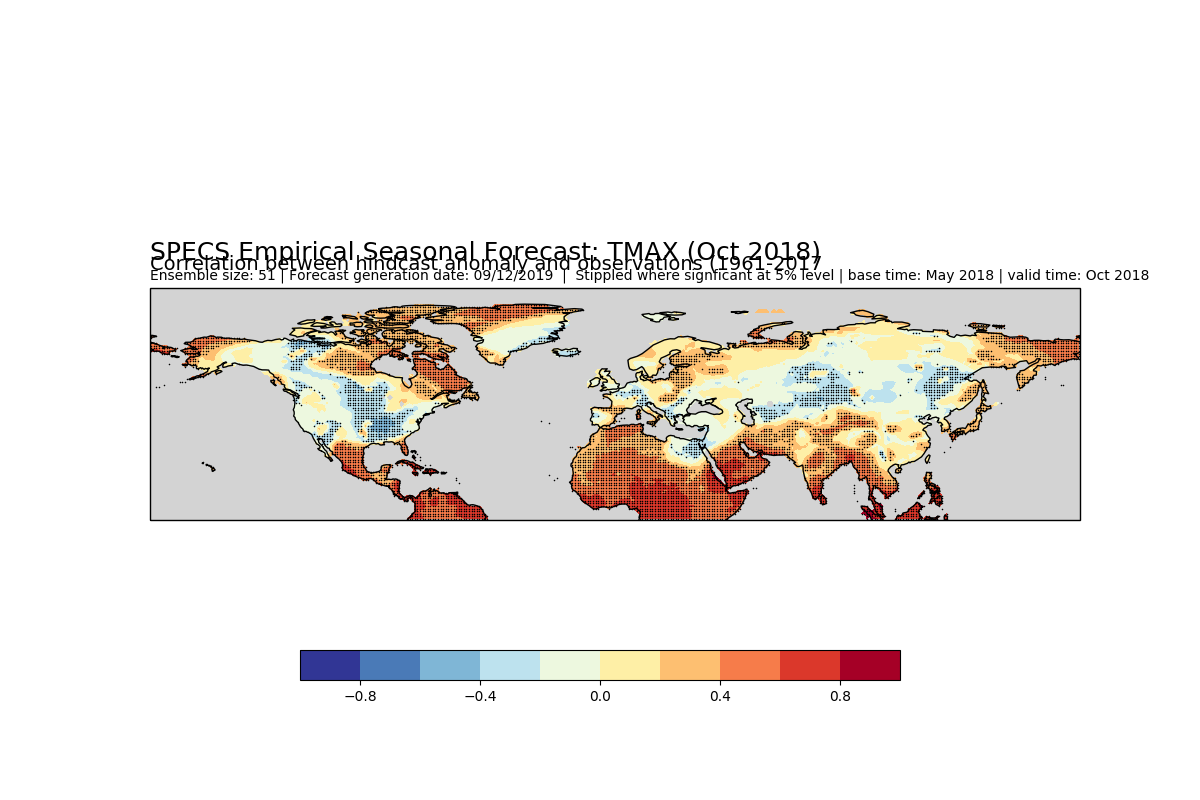 SPECS Empirical Seasonal Forecast: TMAX (Oct 2018)
Correlation between hindcast anomaly and observations (1961-2017
Ensemble size: 51 | Forecast generation date: 09/12/2019 | Stippled where signficant at 5% level | base time: May 2018 | valid time: Oct 2018
−0.8 −0.4 0.0 0.4 0.8